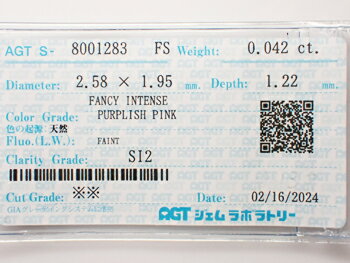 AGT S- 8001283 FS Weight: 0.042 ct.
Diameter: 2.58 × 1.95 mm. Depth: 1.22 mm.
FANCY INTENSE
Color Grade: PURPLISH PINK
色の起源: 天然
Fluo.(L.W.): FAINT
Clarity Grade: SI2
Cut Grade: ※※ Date: 02/16/2024
AGT ジェムラボラトリー